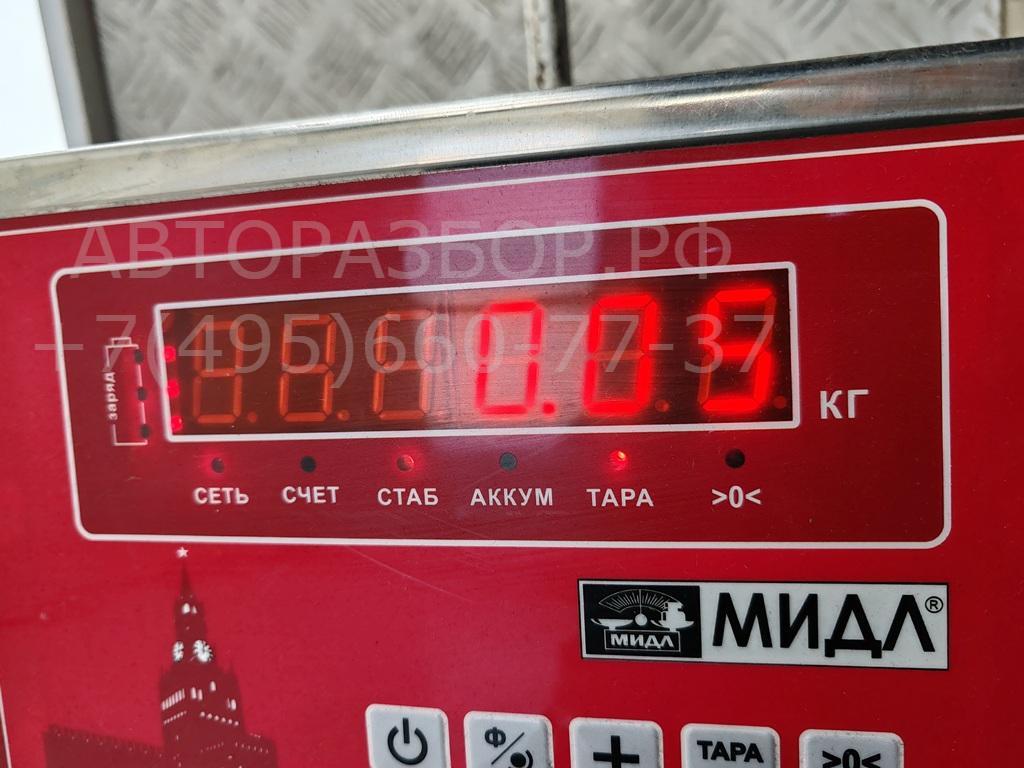 АВТОРАЗБОР.РФ
+7(495)660-77-37
0.05
КГ
заряд
СЕТЬ СЧЕТ СТАБ АККУМ ТАРА >0<
МИДЛ МИДЛ®
Ф + ТАРА >0<